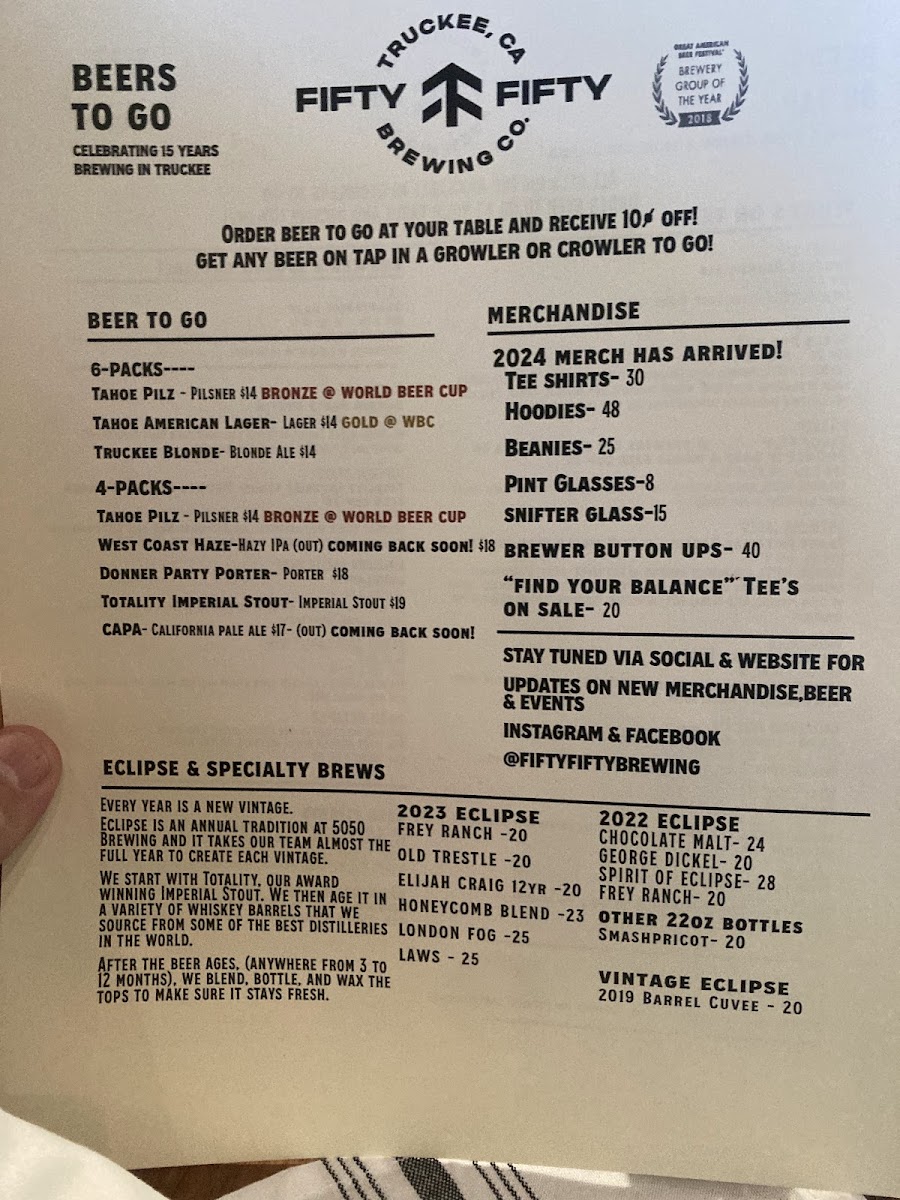 BEERS
TO GO
CELEBRATING 15 YEARS
BREWING IN TRUCKEE
TRUCKEE, CA
FIFTY FIFTY
BREWING CO.
GREAT AMERICAN
BEER FESTIVAL
BREWERY
GROUP OF
THE YEAR
2018
ORDER BEER TO GO AT YOUR TABLE AND RECEIVE 10% OFF!
GET ANY BEER ON TAP IN A GROWLER OR CROWLER TO GO!
BEER TO GO
6-PACKS----
TAHOE PILZ - PILSNER $14 BRONZE @ WORLD BEER CUP
TAHOE AMERICAN LAGER- LAGER $14 GOLD @ WBC
TRUCKEE BLONDE- BLONDE ALE $14
4-PACKS----
TAHOE PILZ - PILSNER $14 BRONZE @ WORLD BEER CUP
WEST COAST HAZE-HAZY IPA (OUT) COMING BACK SOON! $18
DONNER PARTY PORTER- PORTER $18
TOTALITY IMPERIAL STOUT- IMPERIAL STOUT $19
CAPA- CALIFORNIA PALE ALE $17- (OUT) COMING BACK SOON!
MERCHANDISE
2024 MERCH HAS ARRIVED!
TEE SHIRTS- 30
HOODIES- 48
BEANIES- 25
PINT GLASSES-8
SNIFTER GLASS-15
BREWER BUTTON UPS- 40
“FIND YOUR BALANCE” TEE'S
ON SALE- 20
STAY TUNED VIA SOCIAL & WEBSITE FOR
UPDATES ON NEW MERCHANDISE,BEER
& EVENTS
INSTAGRAM & FACEBOOK
@FIFTYFIFTYBREWING
ECLIPSE & SPECIALTY BREWS
EVERY YEAR IS A NEW VINTAGE.
ECLIPSE IS AN ANNUAL TRADITION AT 5050
BREWING AND IT TAKES OUR TEAM ALMOST THE
FULL YEAR TO CREATE EACH VINTAGE.
WE START WITH TOTALITY, OUR AWARD
WINNING IMPERIAL STOUT. WE THEN AGE IT IN
A VARIETY OF WHISKEY BARRELS THAT WE
SOURCE FROM SOME OF THE BEST DISTILLERIES
IN THE WORLD.
AFTER THE BEER AGES, (ANYWHERE FROM 3 TO
12 MONTHS), WE BLEND, BOTTLE, AND WAX THE
TOPS TO MAKE SURE IT STAYS FRESH.
2023 ECLIPSE
FREY RANCH -20
OLD TRESTLE -20
ELIJAH CRAIG 12YR -20
HONEYCOMB BLEND -23
LONDON FOG -25
LAWS - 25
2022 ECLIPSE
CHOCOLATE MALT- 24
GEORGE DICKEL- 20
SPIRIT OF ECLIPSE- 28
FREY RANCH- 20
OTHER 22OZ BOTTLES
SMASHPRICOT- 20
VINTAGE ECLIPSE
2019 BARREL CUVEE - 20